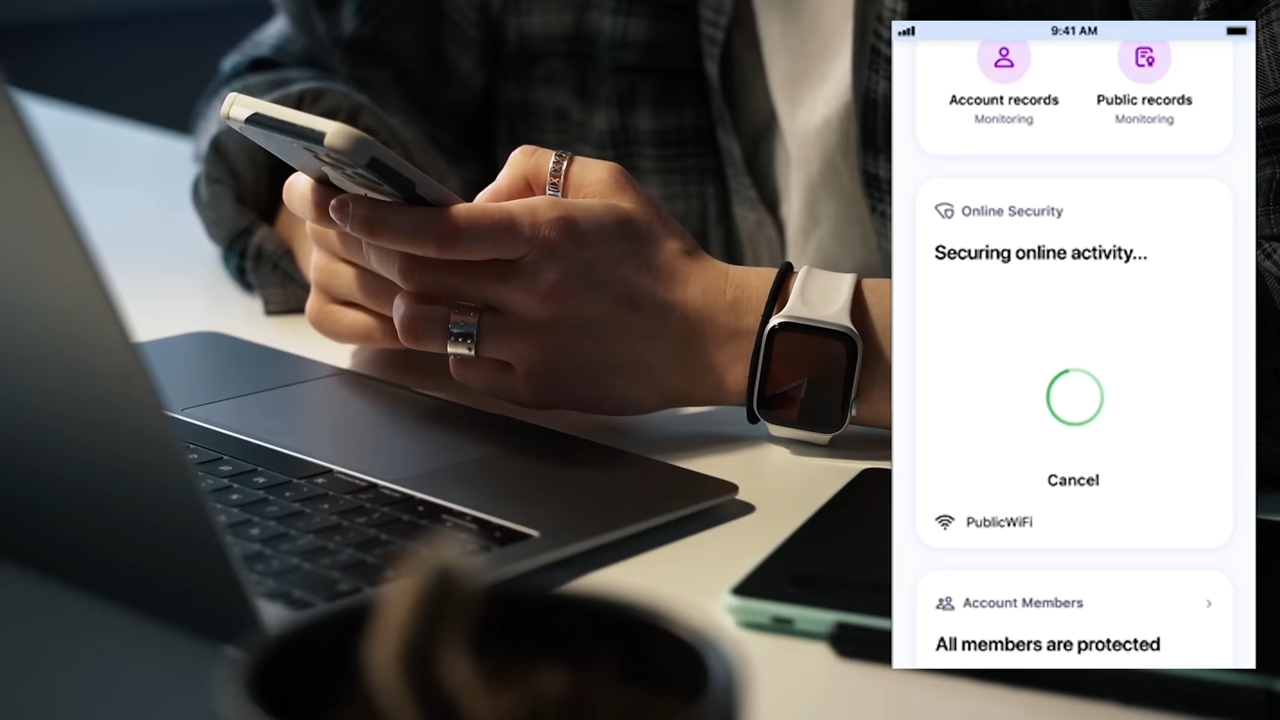 9:41 AM
Account records
Public records
Monitoring
Monitoring
Online Security
Securing online activity...
Cancel
PublicWiFi
Account Members
All members are protected